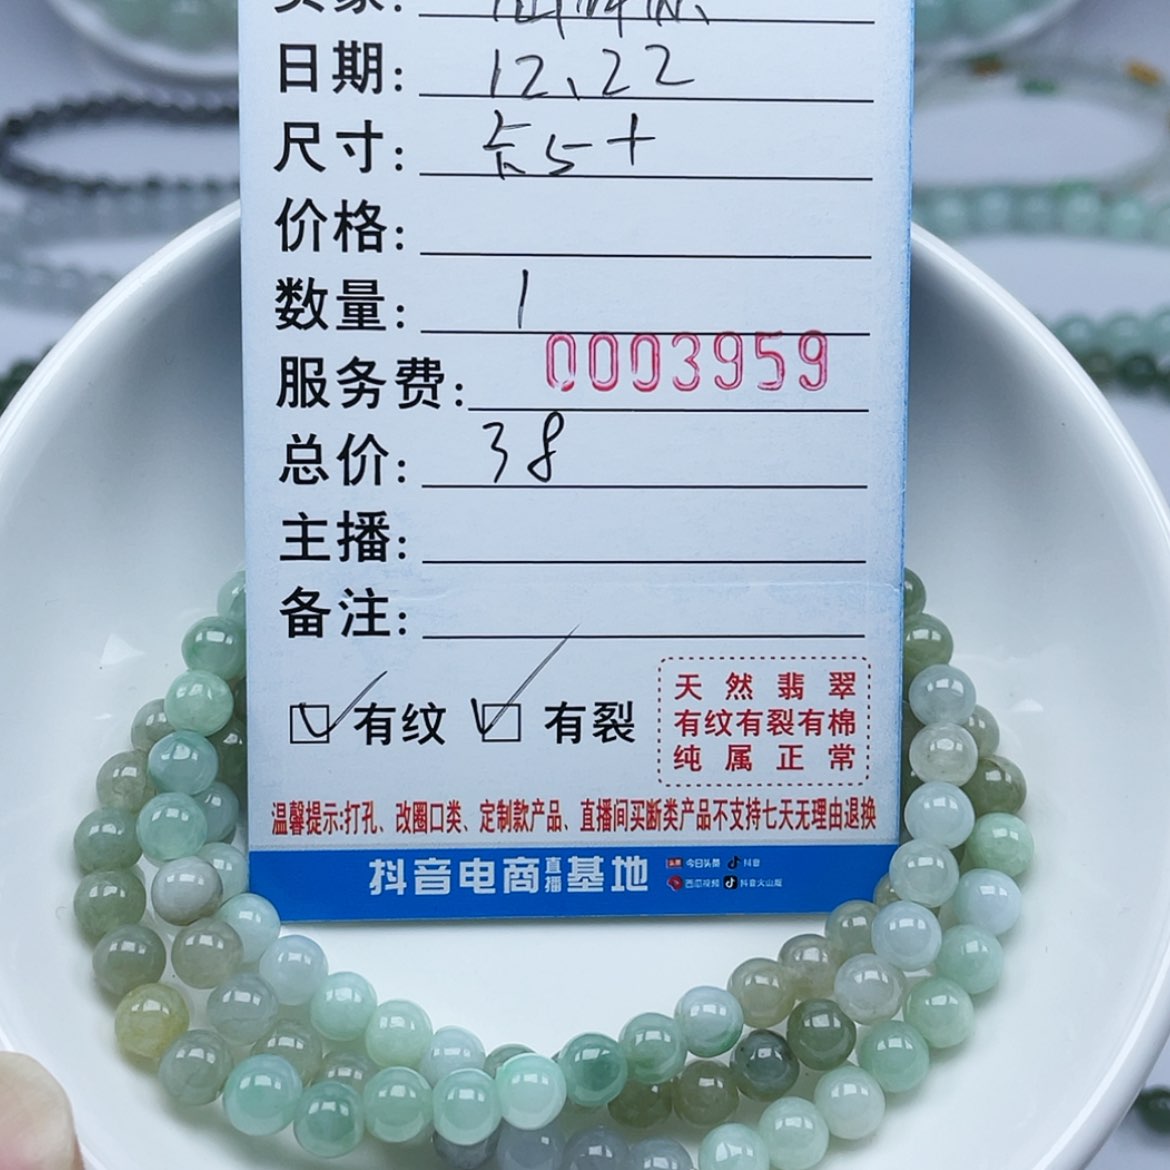 买家:
日期: 12、22
尺寸: 卡5+
价格:
数量: 1
0003959
服务费:
总价: 38
主播:
备注:
有纹 有裂
天然翡翠
有纹有裂有棉
纯属正常
温馨提示:打孔、改圈口类、定制款产品、直播间买断类产品不支持七天无理由退换
抖音电商直播基地
今日头条 抖音
西瓜视频 抖音火山版